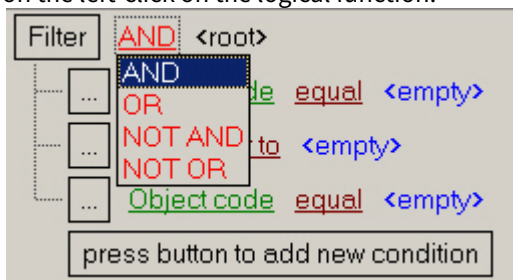 on the left click on the logical function.
Filter AND <root>
AND
OR
NOT AND
NOT OR
... equal <empty>
... to <empty>
... Object code equal <empty>
press button to add new condition